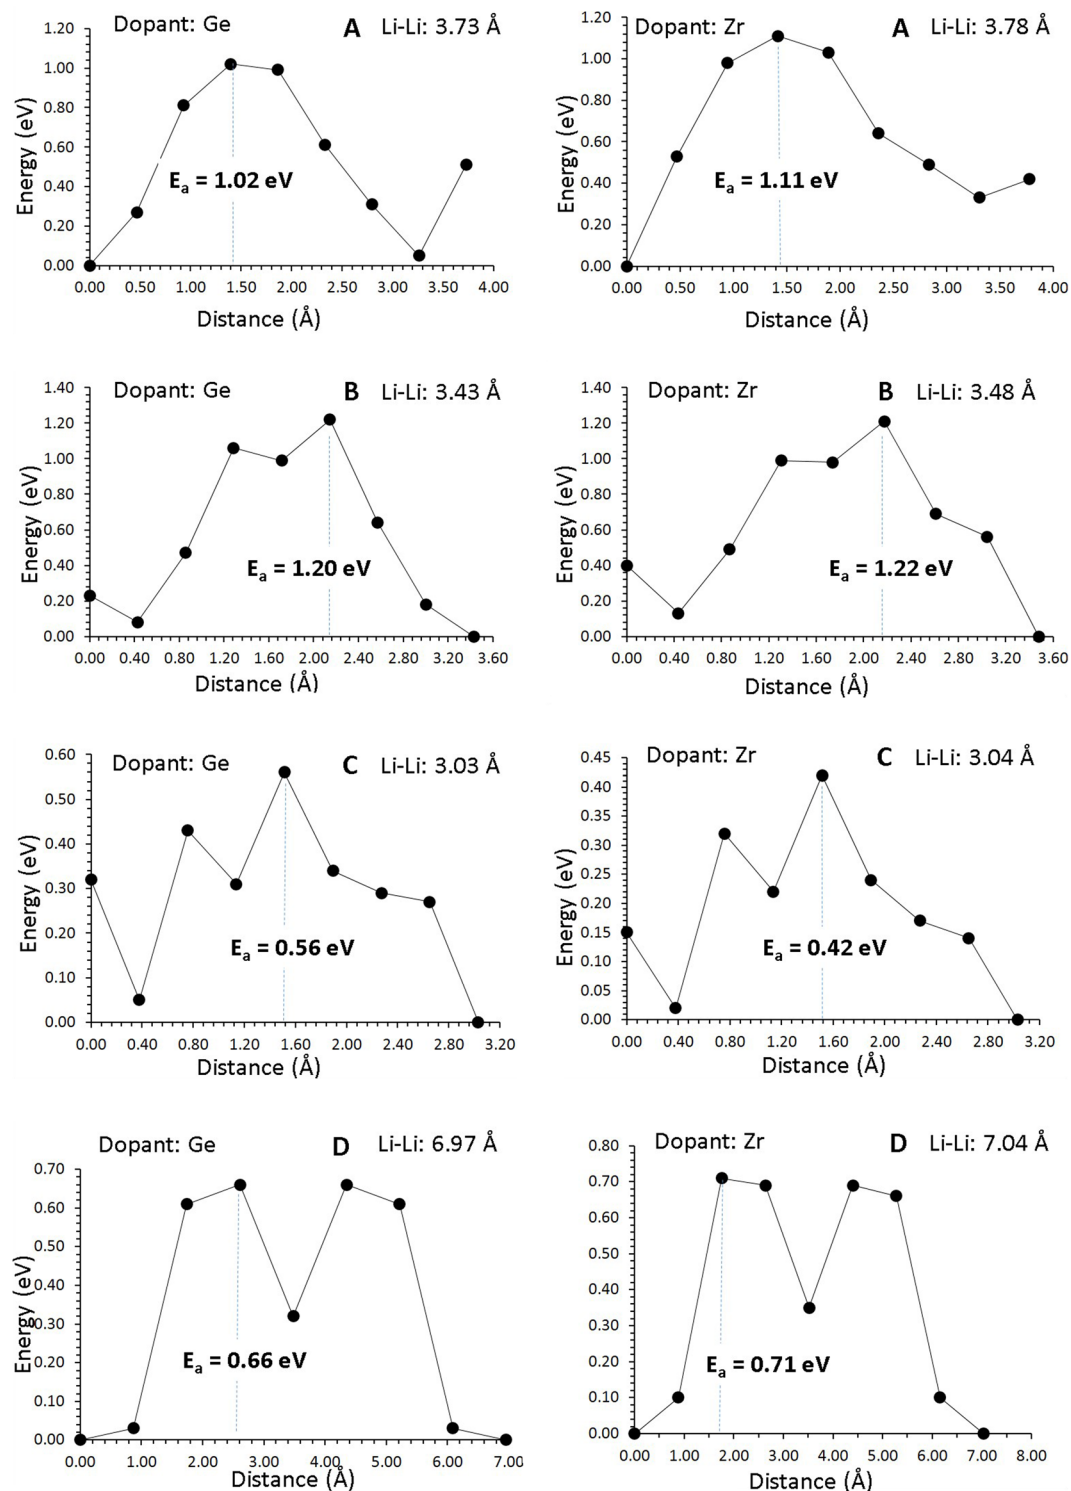 Dopant: Ge A Li-Li: 3.73 Å
1.20
1.00
0.80
0.60
0.40
0.20
0.00
Energy (eV)
Ea = 1.02 eV
0.00 0.50 1.00 1.50 2.00 2.50 3.00 3.50 4.00
Distance (Å)
Dopant: Zr A Li-Li: 3.78 Å
1.20
1.00
0.80
0.60
0.40
0.20
0.00
Energy (eV)
Ea = 1.11 eV
0.00 0.50 1.00 1.50 2.00 2.50 3.00 3.50 4.00
Distance (Å)
Dopant: Ge B Li-Li: 3.43 Å
1.40
1.20
1.00
0.80
0.60
0.40
0.20
0.00
Energy (eV)
Ea = 1.20 eV
0.00 0.40 0.80 1.20 1.60 2.00 2.40 2.80 3.20 3.60
Distance (Å)
Dopant: Zr B Li-Li: 3.48 Å
1.40
1.20
1.00
0.80
0.60
0.40
0.20
0.00
Energy (eV)
Ea = 1.22 eV
0.00 0.40 0.80 1.20 1.60 2.00 2.40 2.80 3.20 3.60
Distance (Å)
Dopant: Ge C Li-Li: 3.03 Å
0.60
0.50
0.40
0.30
0.20
0.10
0.00
Energy (eV)
Ea = 0.56 eV
0.00 0.40 0.80 1.20 1.60 2.00 2.40 2.80 3.20
Distance (Å)
Dopant: Zr C Li-Li: 3.04 Å
0.45
0.40
0.35
0.30
0.25
0.20
0.15
0.10
0.05
0.00
Energy (eV)
Ea = 0.42 eV
0.00 0.40 0.80 1.20 1.60 2.00 2.40 2.80 3.20
Distance (Å)
Dopant: Ge D Li-Li: 6.97 Å
0.70
0.60
0.50
0.40
0.30
0.20
0.10
0.00
Energy (eV)
Ea = 0.66 eV
0.00 1.00 2.00 3.00 4.00 5.00 6.00 7.00
Distance (Å)
Dopant: Zr D Li-Li: 7.04 Å
0.80
0.70
0.60
0.50
0.40
0.30
0.20
0.10
0.00
Energy (eV)
Ea = 0.71 eV
0.00 1.00 2.00 3.00 4.00 5.00 6.00 7.00 8.00
Distance (Å)